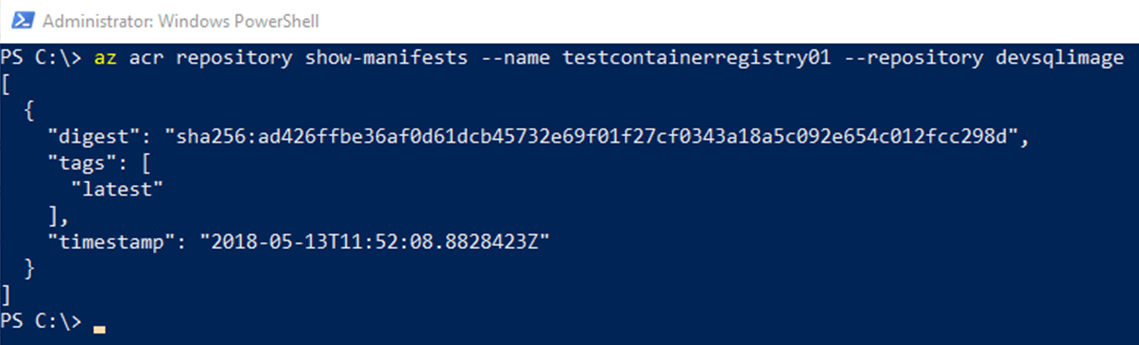 Administrator: Windows PowerShell
PS C:\> az acr repository show-manifests --name testcontainerregistry01 --repository devsqlimage
[
  {
    "digest": "sha256:ad426ffbe36af0d61dcb45732e69f01f27cf0343a18a5c092e654c012fcc298d",
    "tags": [
      "latest"
    ],
    "timestamp": "2018-05-13T11:52:08.8828423Z"
  }
]
PS C:\>